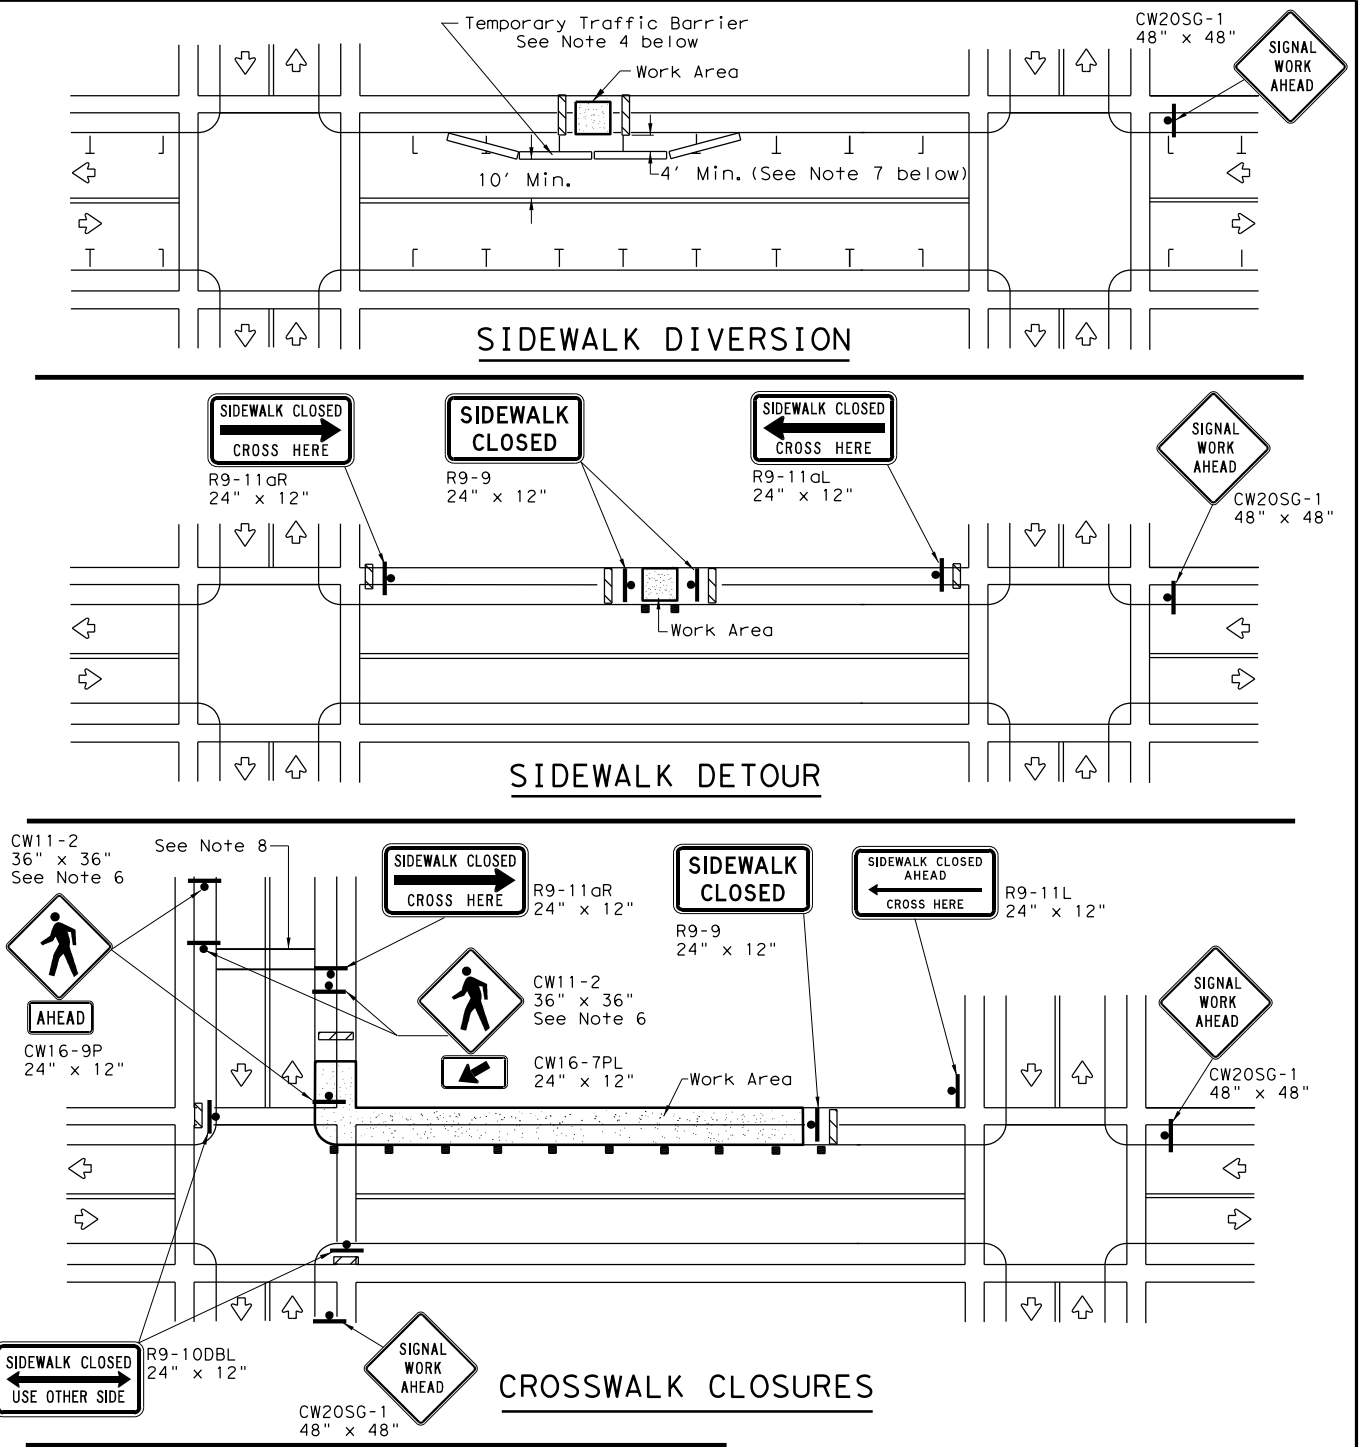 Temporary Traffic Barrier
See Note 4 below
Work Area
CW20SG-1
48" x 48"
SIGNAL
WORK
AHEAD
10' Min.
4' Min. (See Note 7 below)
SIDEWALK DIVERSION
SIDEWALK CLOSED
CROSS HERE
R9-11aR
24" x 12"
SIDEWALK
CLOSED
R9-9
24" x 12"
SIDEWALK CLOSED
CROSS HERE
R9-11aL
24" x 12"
SIGNAL
WORK
AHEAD
CW20SG-1
48" x 48"
Work Area
SIDEWALK DETOUR
CW11-2
36" x 36"
See Note 6
See Note 8
AHEAD
CW16-9P
24" x 12"
SIDEWALK CLOSED
CROSS HERE
R9-11aR
24" x 12"
CW11-2
36" x 36"
See Note 6
CW16-7PL
24" x 12"
SIDEWALK
CLOSED
R9-9
24" x 12"
SIDEWALK CLOSED
AHEAD
CROSS HERE
R9-11L
24" x 12"
SIGNAL
WORK
AHEAD
CW20SG-1
48" x 48"
Work Area
SIDEWALK CLOSED
USE OTHER SIDE
R9-10DBL
24" x 12"
SIGNAL
WORK
AHEAD
CW20SG-1
48" x 48"
CROSSWALK CLOSURES